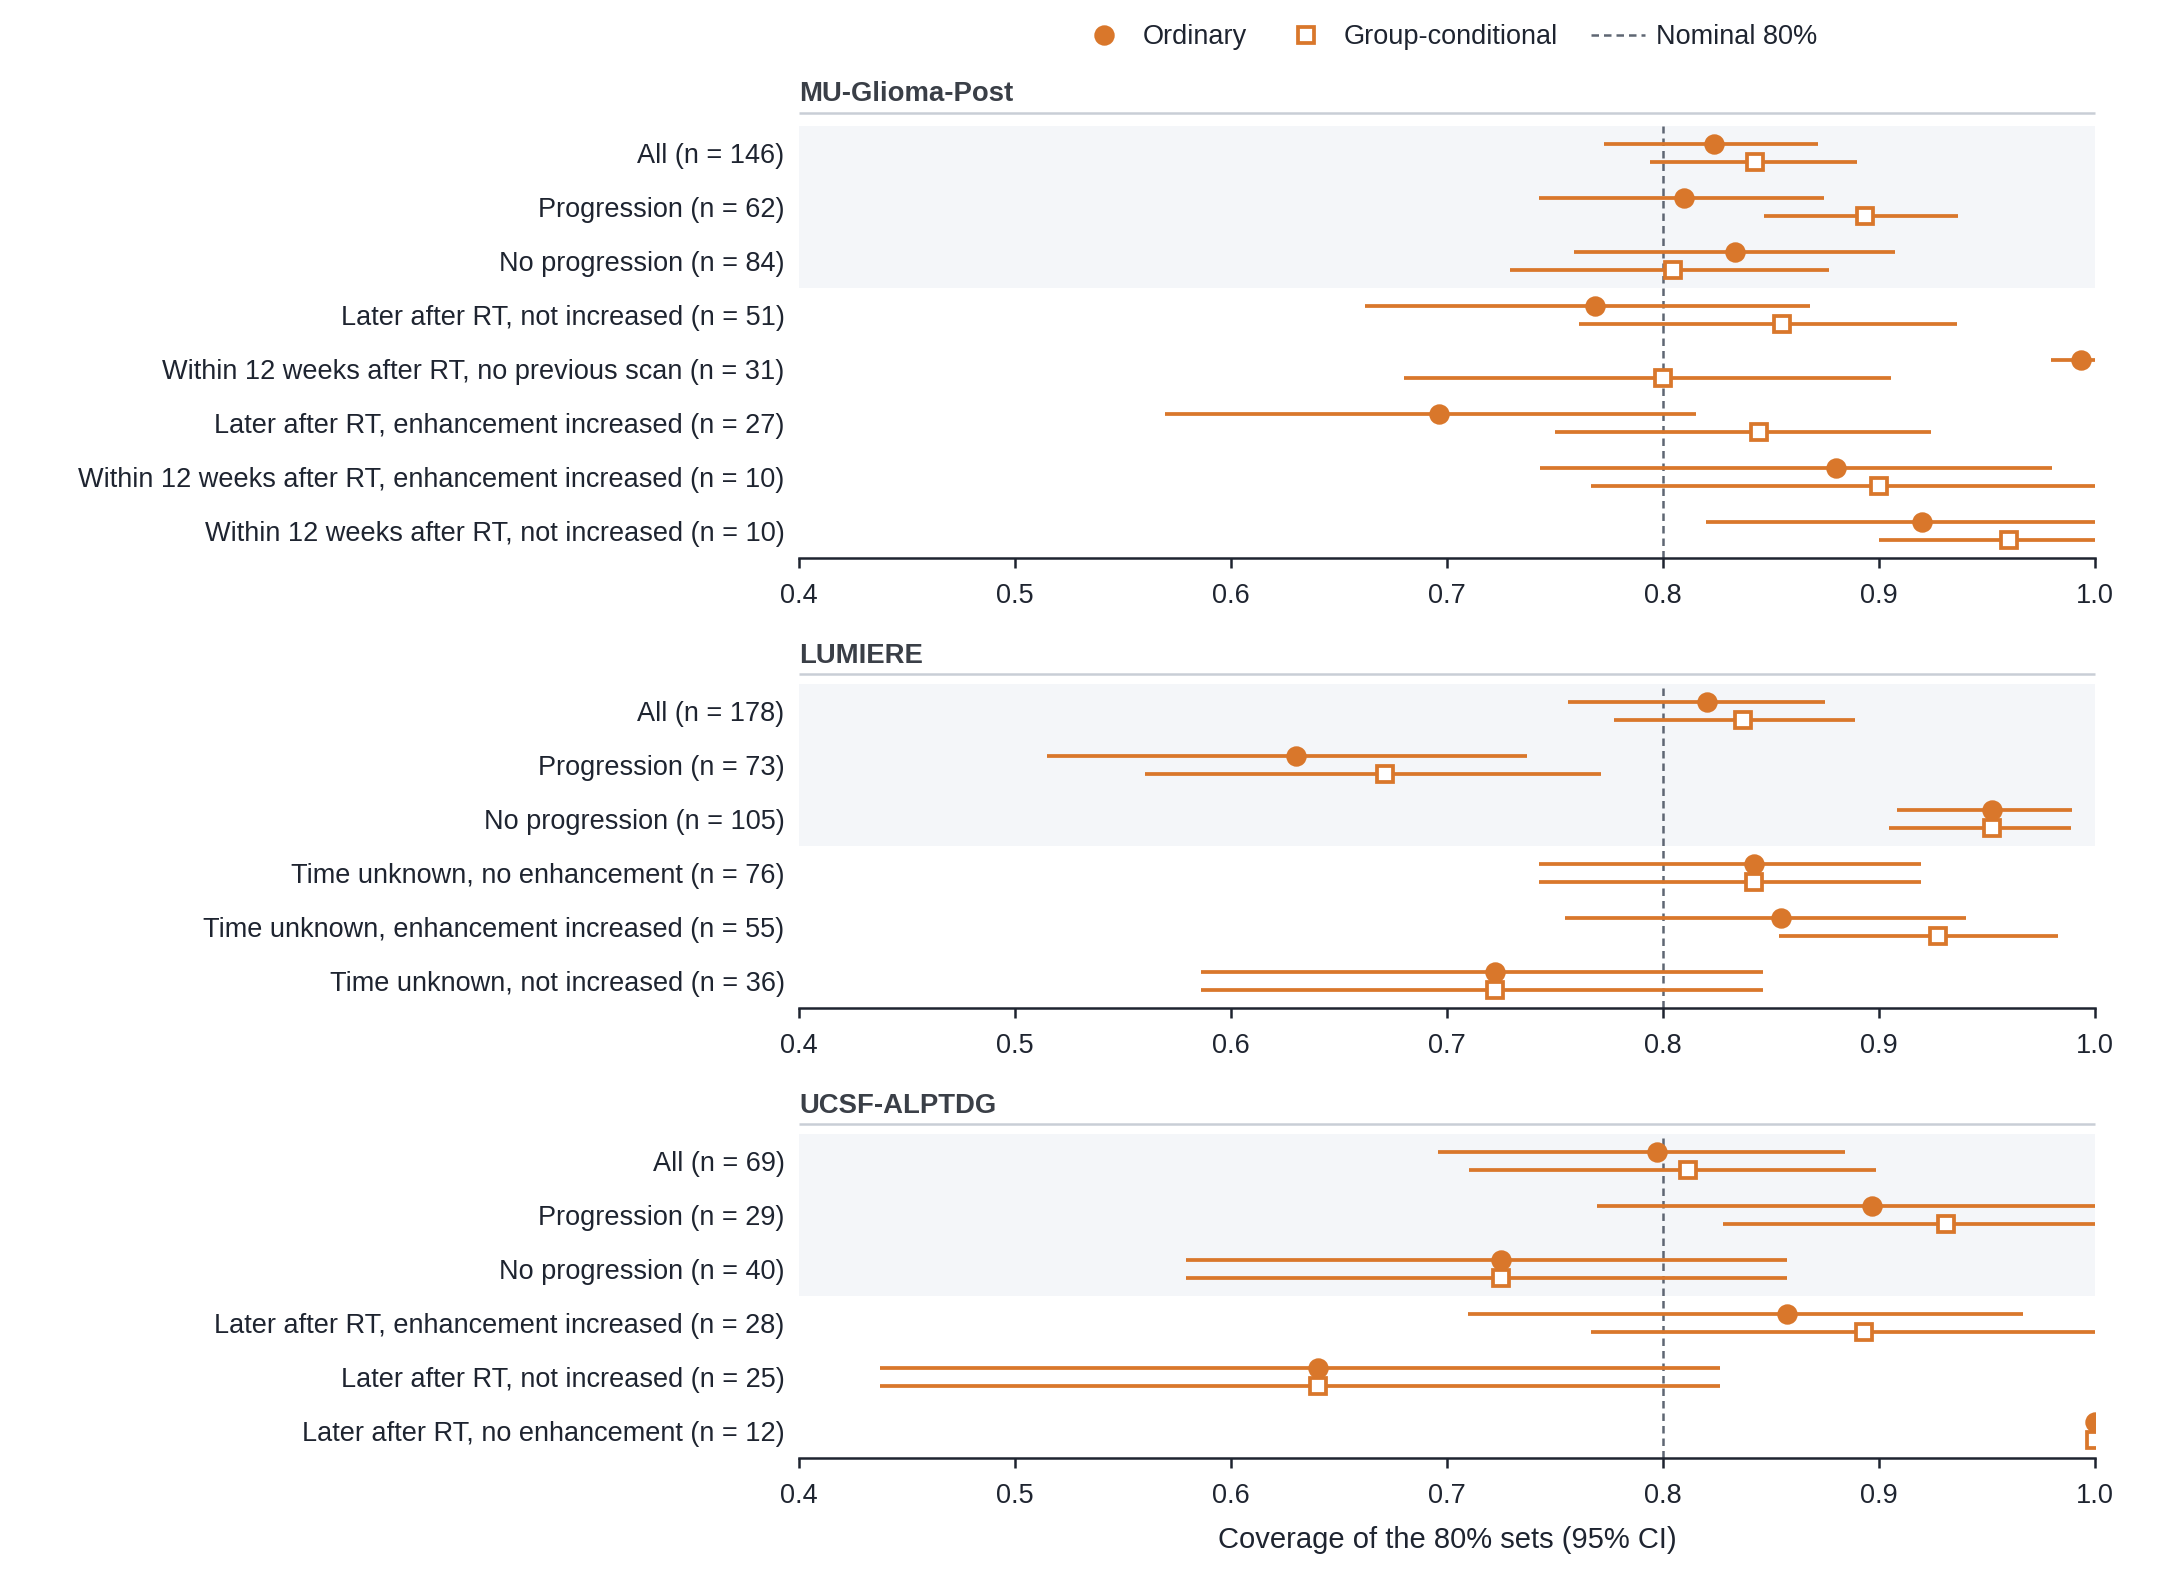 Ordinary Group-conditional Nominal 80%
MU-Glioma-Post
All (n = 146)
Progression (n = 62)
No progression (n = 84)
Later after RT, not increased (n = 51)
Within 12 weeks after RT, no previous scan (n = 31)
Later after RT, enhancement increased (n = 27)
Within 12 weeks after RT, enhancement increased (n = 10)
Within 12 weeks after RT, not increased (n = 10)
0.4 0.5 0.6 0.7 0.8 0.9 1.0
LUMIERE
All (n = 178)
Progression (n = 73)
No progression (n = 105)
Time unknown, no enhancement (n = 76)
Time unknown, enhancement increased (n = 55)
Time unknown, not increased (n = 36)
0.4 0.5 0.6 0.7 0.8 0.9 1.0
UCSF-ALPTDG
All (n = 69)
Progression (n = 29)
No progression (n = 40)
Later after RT, enhancement increased (n = 28)
Later after RT, not increased (n = 25)
Later after RT, no enhancement (n = 12)
0.4 0.5 0.6 0.7 0.8 0.9 1.0
Coverage of the 80% sets (95% CI)